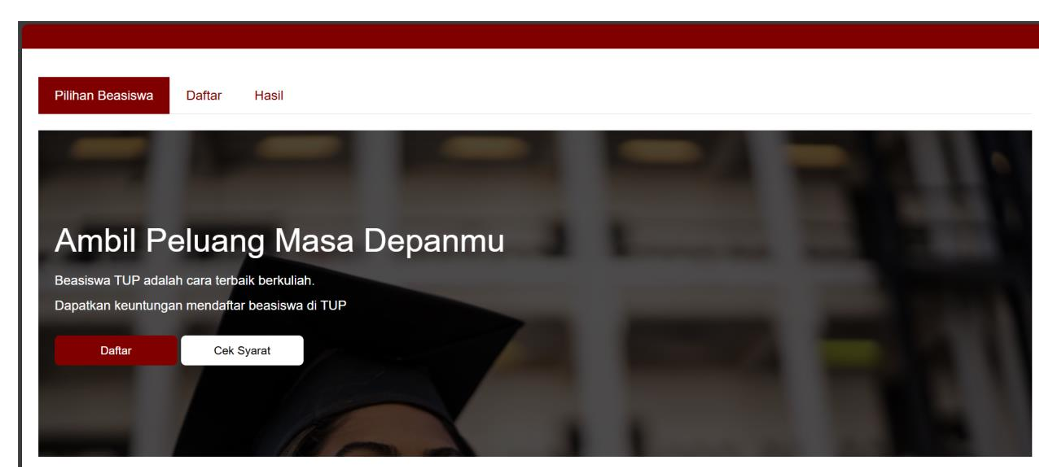 Pilihan Beasiswa Daftar Hasil
Ambil Peluang Masa Depanmu
Beasiswa TUP adalah cara terbaik berkuliah.
Dapatkan keuntungan mendaftar beasiswa di TUP
Daftar Cek Syarat